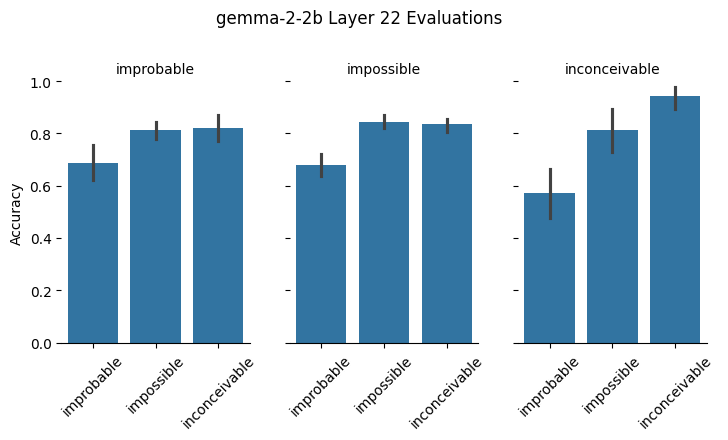 gemma-2-2b Layer 22 Evaluations
improbable
impossible
inconceivable
Accuracy
1.0
0.8
0.6
0.4
0.2
0.0
improbable
impossible
inconceivable
improbable
impossible
inconceivable
improbable
impossible
inconceivable